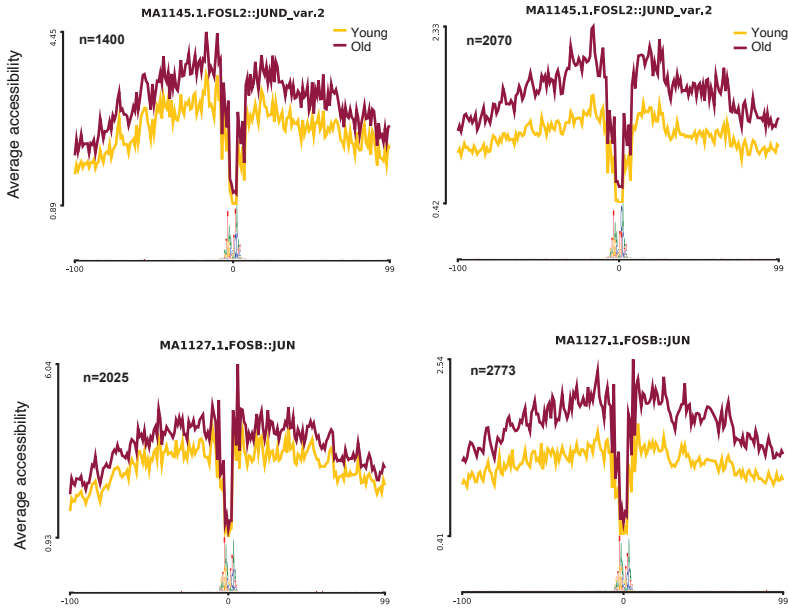 MA1145.1.FOSL2::JUND_var.2
4.45
n=1400
Young
Old
Average accessibility
0.89
-100
0
99
MA1145.1.FOSL2::JUND_var.2
2.33
n=2070
Young
Old
0.42
-100
0
99
MA1127.1.FOSB::JUN
6.04
n=2025
Average accessibility
0.93
-100
0
99
MA1127.1.FOSB::JUN
2.54
n=2773
0.41
-100
0
99